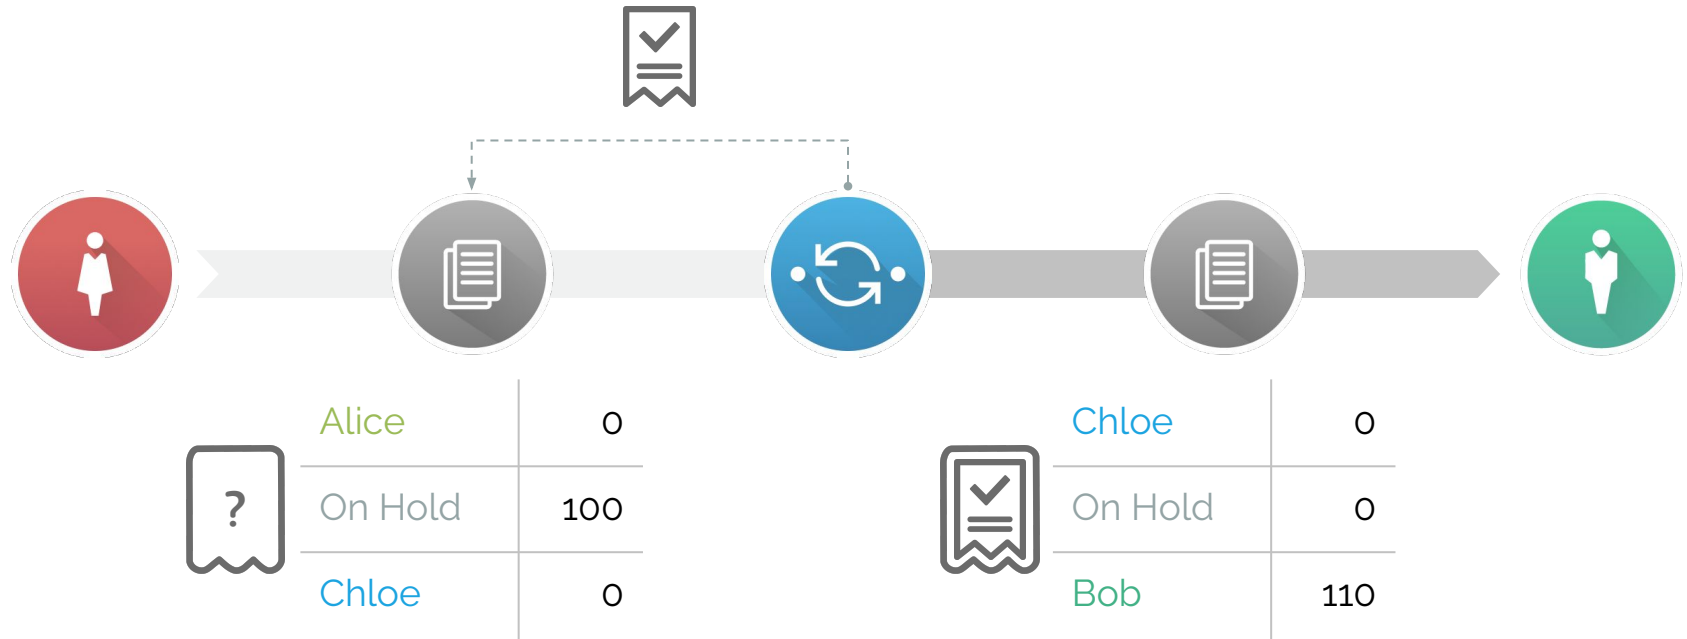 Alice 0
? On Hold 100
Chloe 0
Chloe 0
On Hold 0
Bob 110